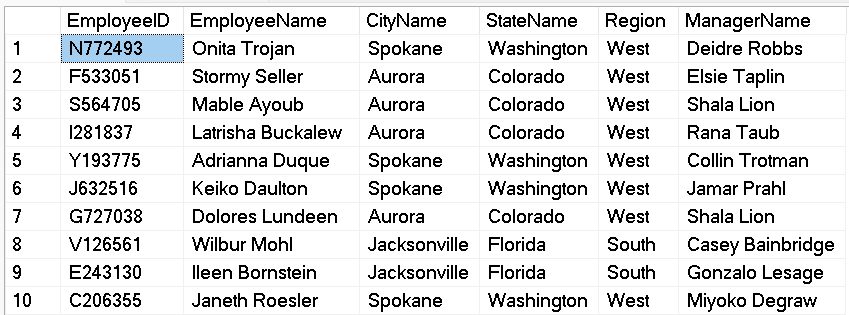 EmployeeID EmployeeName CityName StateName Region ManagerName
1 N772493 Onita Trojan Spokane Washington West Deidre Robbs
2 F533051 Stormy Seller Aurora Colorado West Elsie Taplin
3 S564705 Mable Ayoub Aurora Colorado West Shala Lion
4 I281837 Latrisha Buckalew Aurora Colorado West Rana Taub
5 Y193775 Adrianna Duque Spokane Washington West Collin Trotman
6 J632516 Keiko Daulton Spokane Washington West Jamar Prahl
7 G727038 Dolores Lundeen Aurora Colorado West Shala Lion
8 V126561 Wilbur Mohl Jacksonville Florida South Casey Bainbridge
9 E243130 Ileen Bornstein Jacksonville Florida South Gonzalo Lesage
10 C206355 Janeth Roesler Spokane Washington West Miyoko Degraw